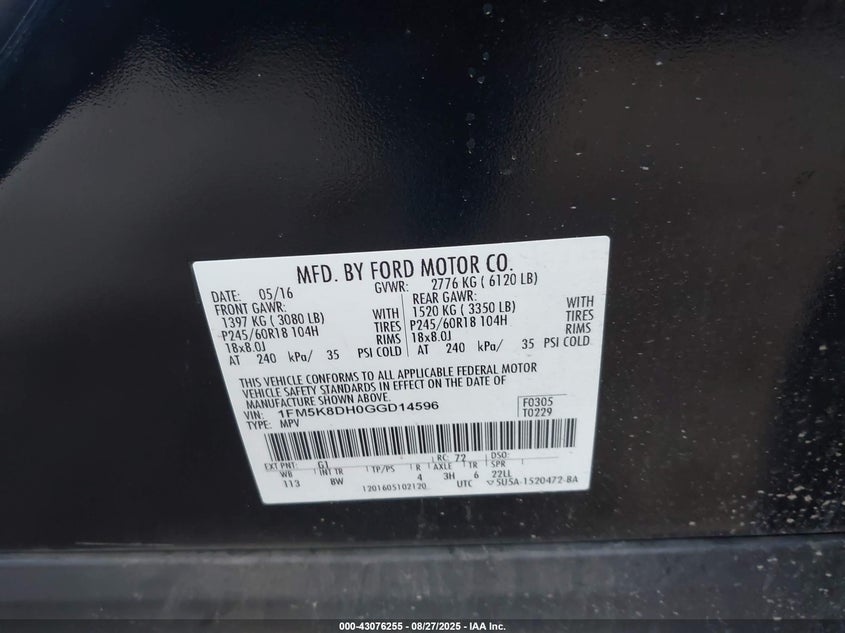 MFD. BY FORD MOTOR CO.
DATE: 05/16 GVWR: 2776 KG ( 6120 LB)
FRONT GAWR: REAR GAWR:
1397 KG ( 3080 LB) WITH 1520 KG ( 3350 LB) WITH
P245/60R18 104H TIRES P245/60R18 104H TIRES
18x8.0J RIMS 18x8.0J RIMS
AT 240 kPa/ 35 PSI COLD AT 240 kPa/ 35 PSI COLD
THIS VEHICLE CONFORMS TO ALL APPLICABLE FEDERAL MOTOR
VEHICLE SAFETY STANDARDS IN EFFECT ON THE DATE OF
MANUFACTURE SHOWN ABOVE.
VIN: 1FM5K8DH0GGD14596 F0305
TYPE: MPV T0229
EXT PNT: G1 RC: 72 DSO:
WB INT TR TP/PS R AXLE TR SPR
113 BW 4 3H 6 22LL
1201605102120 UTC 5U5A-1520472-BA
000-43076255 - 08/27/2025 - IAA Inc.